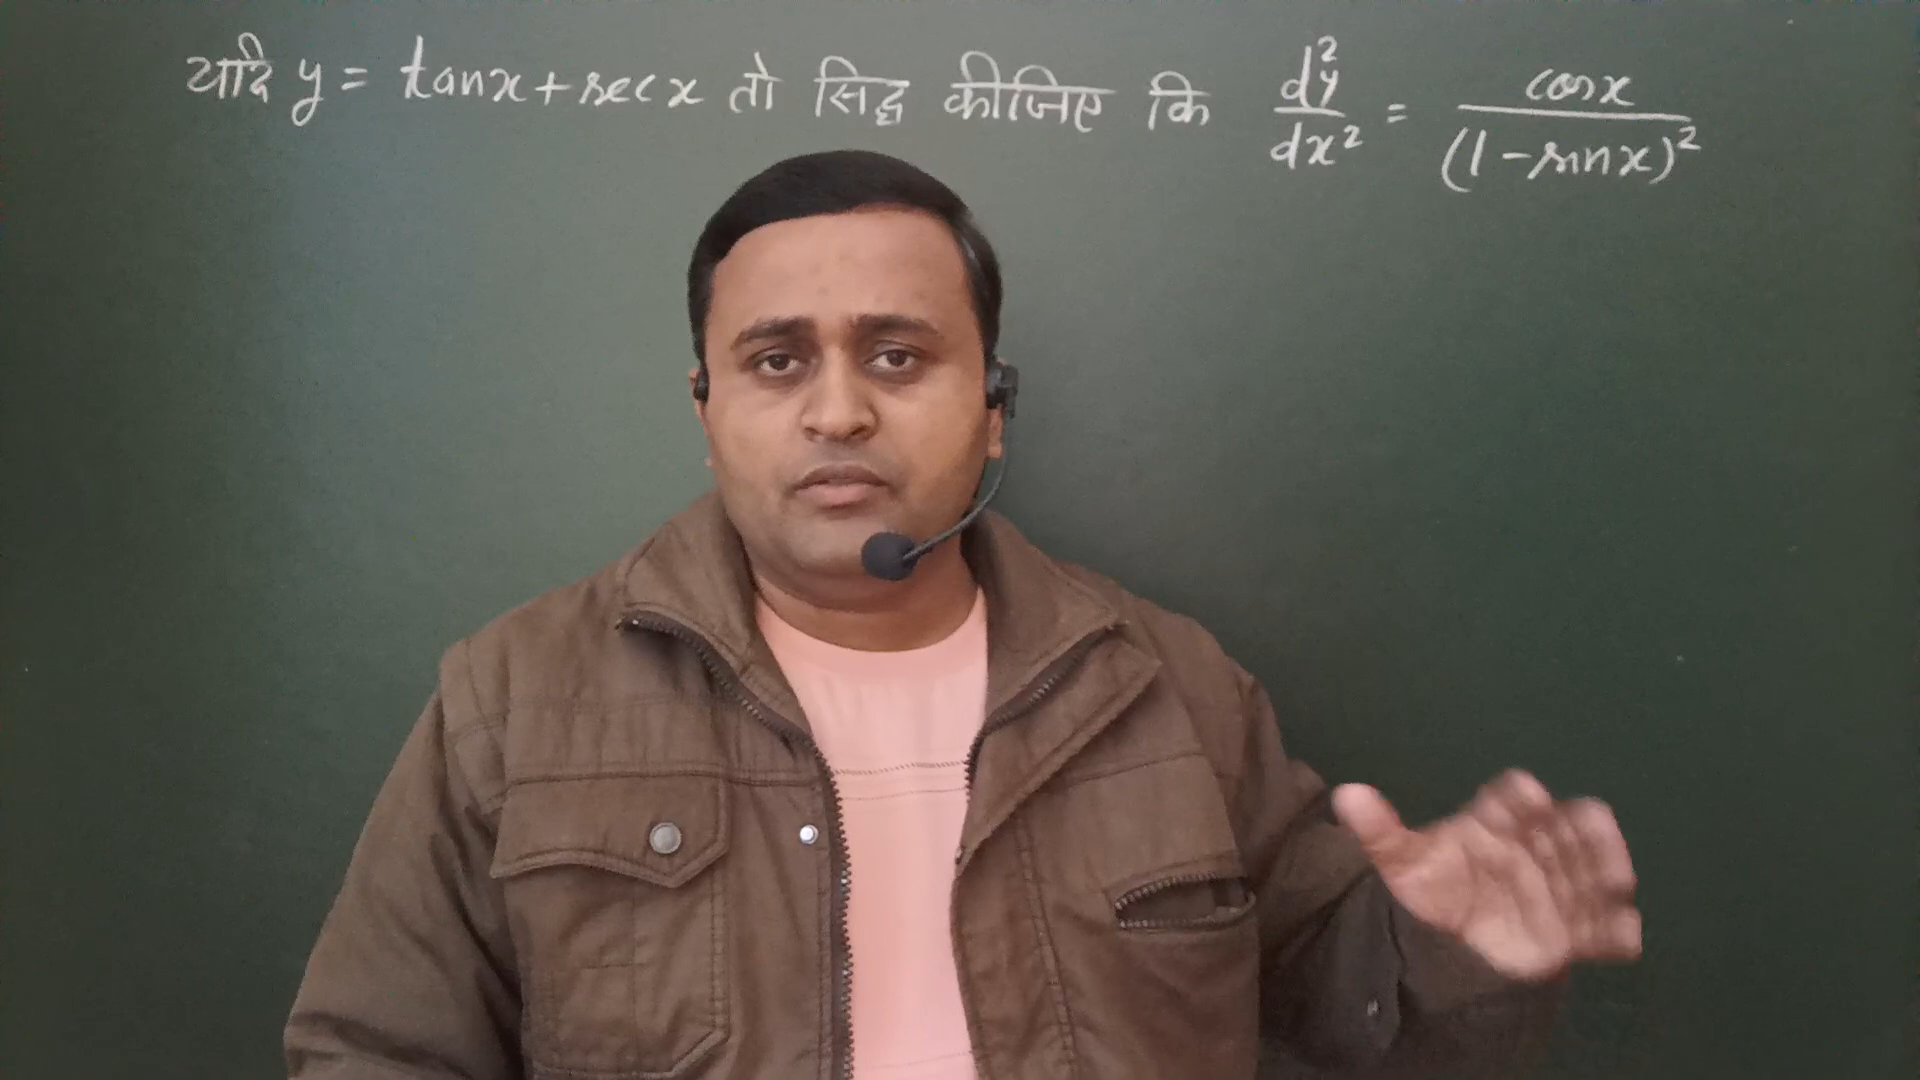 यदि y = tanx + secx तो सिद्ध कीजिए कि d²y/dx² = cosx/(1-sinx)²